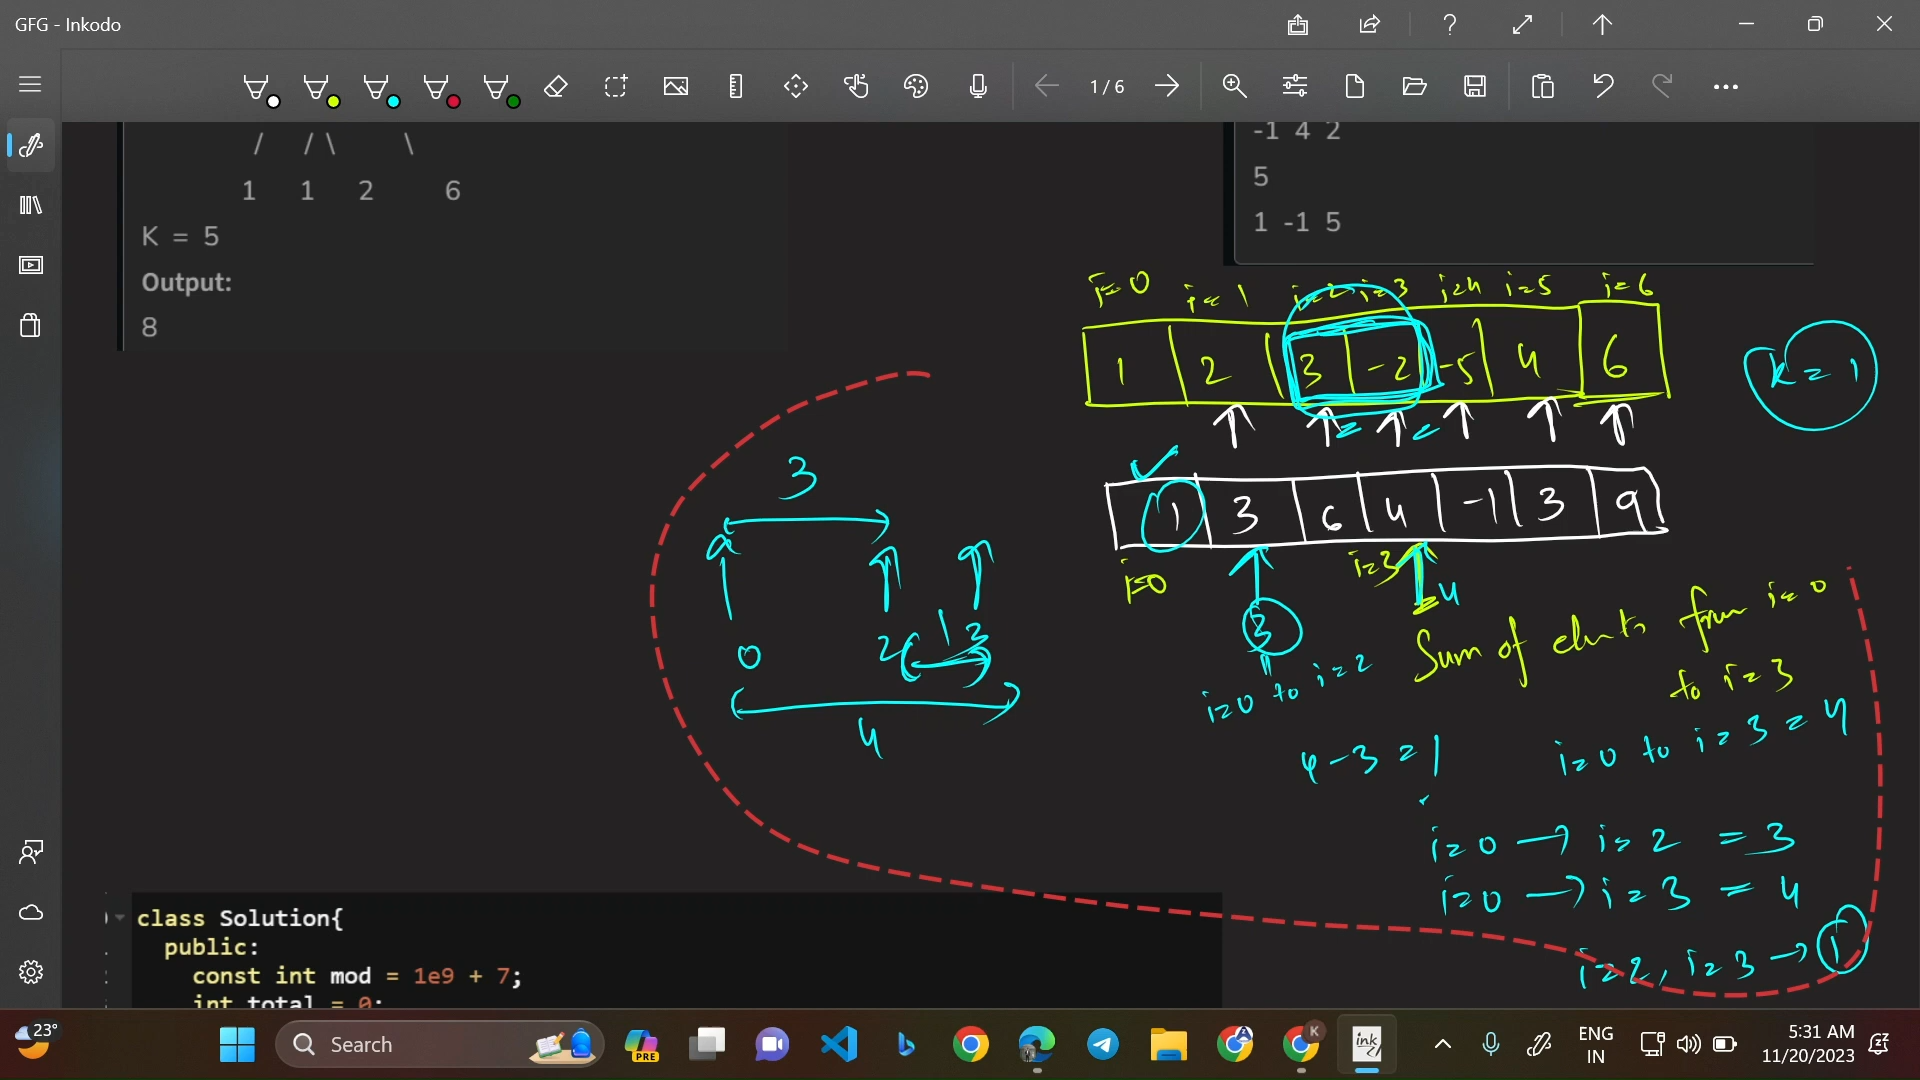 GFG - Inkodo
1 / 6
/ / \ \
1 1 2 6
K = 5
Output:
8
-1 4 2
5
1 -1 5
i=0 i=1 i=2 i=3 i=4 i=5 i=6
1 2 3 -2 -5 4 6
k = 1
1 3 6 4 -1 3 9
i=0 i=3
3 = 4
i=0 to i=2
Sum of elmnts from i=0
to i=3
i=0 to i=3 = 4
4-3 = 1
i=0 → i=2 = 3
i=0 → i=3 = 4
i=2, i=3 → 1
3
0 2 1 3
4
class Solution{
public:
const int mod = 1e9 + 7;
int total = 0;
23°
Search
PRE
K
ink
ENG
IN
5:31 AM
11/20/2023